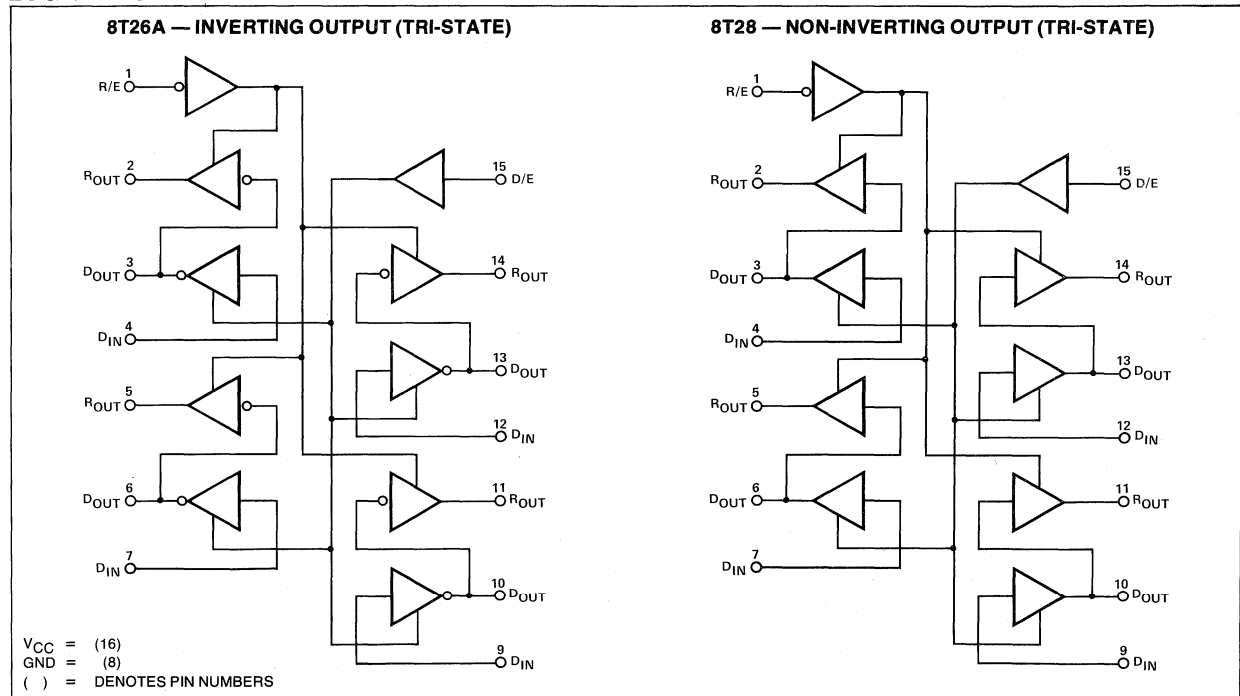 8T26A — INVERTING OUTPUT (TRI-STATE)
R/E 1
ROUT 2
15 D/E
DOUT 3
14 ROUT
DIN 4
13 DOUT
ROUT 5
12 DIN
DOUT 6
11 ROUT
DIN 7
10 DOUT
9 DIN
VCC = (16)
GND = (8)
( ) = DENOTES PIN NUMBERS
8T28 — NON-INVERTING OUTPUT (TRI-STATE)
R/E 1
ROUT 2
15 D/E
DOUT 3
14 ROUT
DIN 4
13 DOUT
ROUT 5
12 DIN
DOUT 6
11 ROUT
DIN 7
10 DOUT
9 DIN